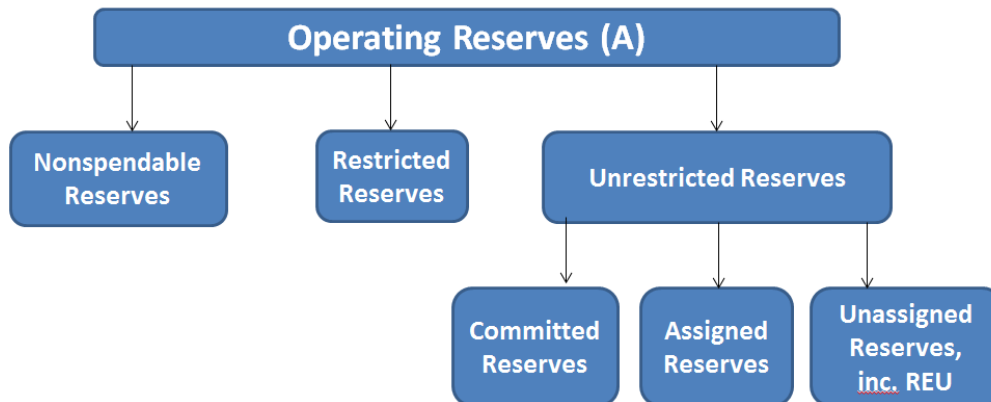 Operating Reserves (A)
Nonspendable
Reserves
Restricted
Reserves
Unrestricted Reserves
Committed
Reserves
Assigned
Reserves
Unassigned
Reserves,
inc. REU